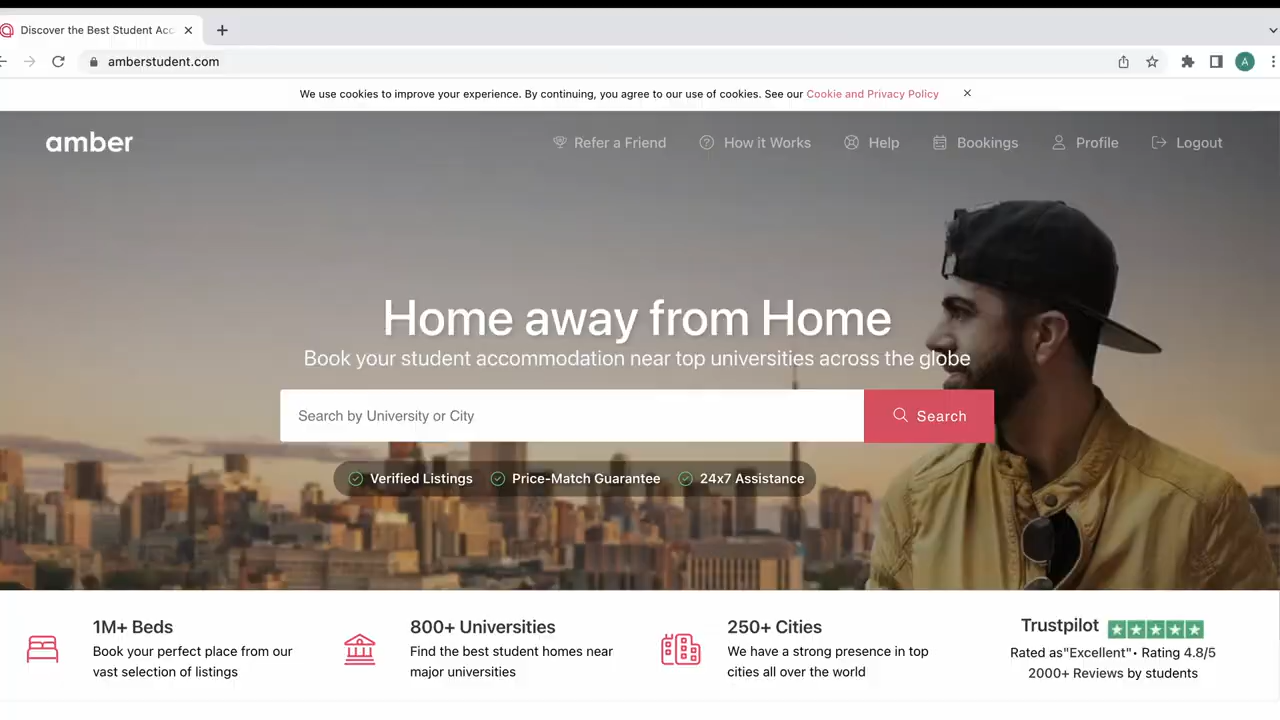 Discover the Best Student Acc
amberstudent.com
A
We use cookies to improve your experience. By continuing, you agree to our use of cookies. See our Cookie and Privacy Policy
amber
Refer a Friend
How it Works
Help
Bookings
Profile
Logout
Home away from Home
Book your student accommodation near top universities across the globe
Search by University or City
Search
Verified Listings
Price-Match Guarantee
24x7 Assistance
1M+ Beds
Book your perfect place from our
vast selection of listings
800+ Universities
Find the best student homes near
major universities
250+ Cities
We have a strong presence in top
cities all over the world
Trustpilot
Rated as"Excellent"• Rating 4.8/5
2000+ Reviews by students